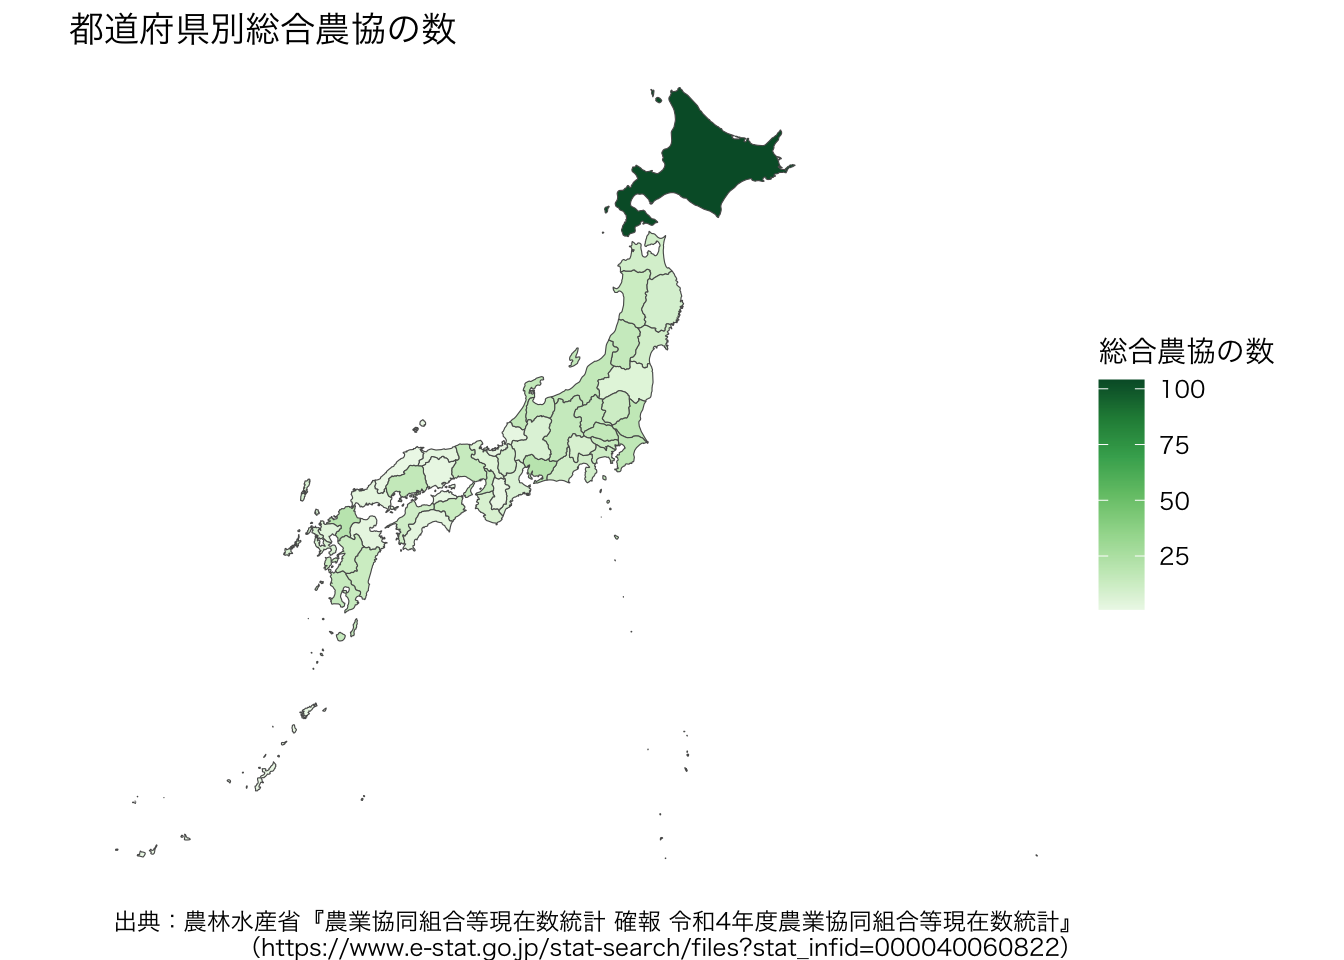 都道府県別総合農協の数
総合農協の数
100
75
50
25
出典：農林水産省『農業協同組合等現在数統計 確報 令和4年度農業協同組合等現在数統計』
（https://www.e-stat.go.jp/stat-search/files?stat_infid=000040060822）